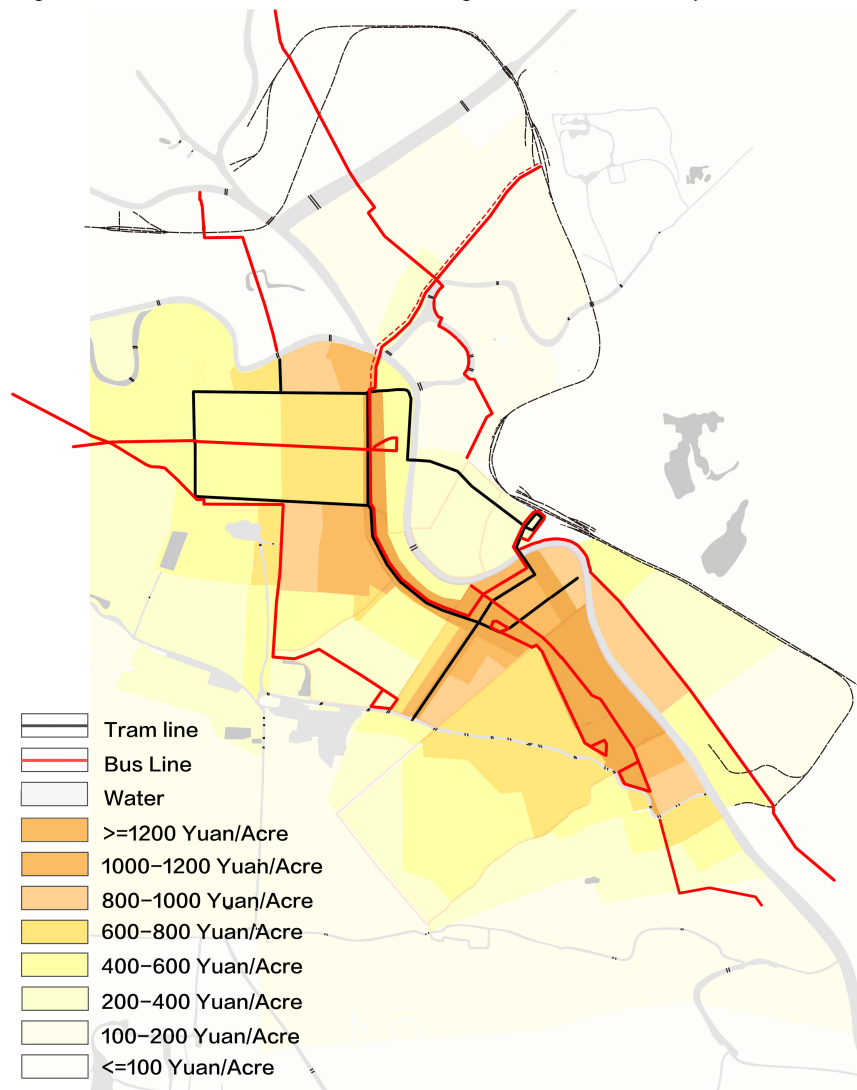 Tram line
Bus Line
Water
>=1200 Yuan/Acre
1000-1200 Yuan/Acre
800-1000 Yuan/Acre
600-800 Yuan/Acre
400-600 Yuan/Acre
200-400 Yuan/Acre
100-200 Yuan/Acre
<=100 Yuan/Acre